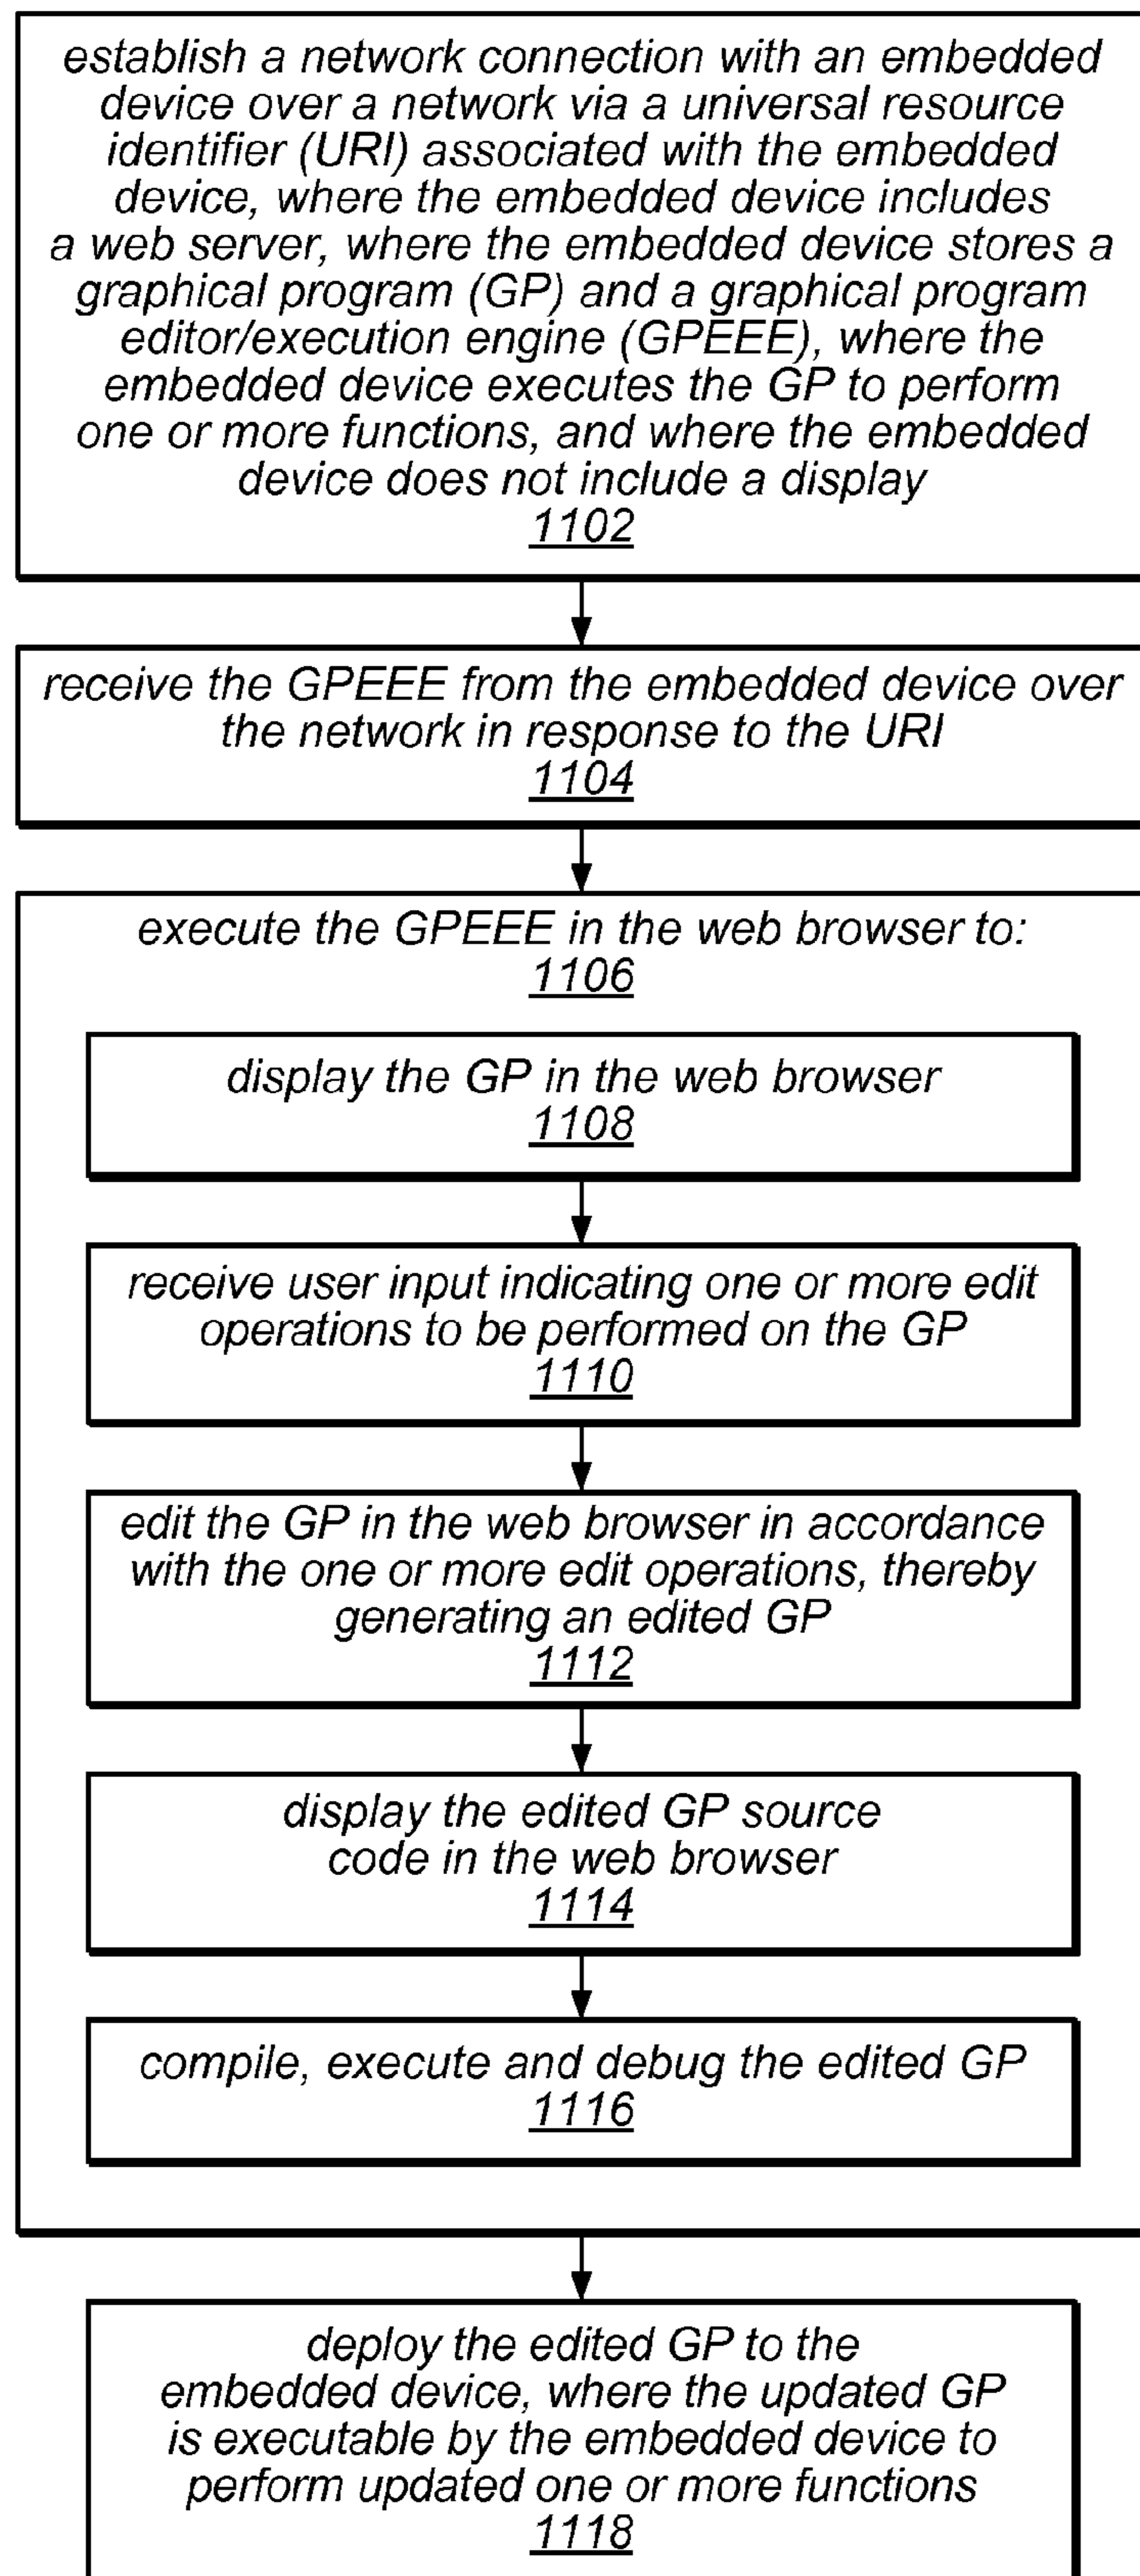 establish a network connection with an embedded
device over a network via a universal resource
identifier (URI) associated with the embedded
device, where the embedded device includes
a web server, where the embedded device stores a
graphical program (GP) and a graphical program
editor/execution engine (GPEEE), where the
embedded device executes the GP to perform
one or more functions, and where the embedded
device does not include a display
1102
receive the GPEEE from the embedded device over
the network in response to the URI
1104
execute the GPEEE in the web browser to:
1106
display the GP in the web browser
1108
receive user input indicating one or more edit
operations to be performed on the GP
1110
edit the GP in the web browser in accordance
with the one or more edit operations, thereby
generating an edited GP
1112
display the edited GP source
code in the web browser
1114
compile, execute and debug the edited GP
1116
deploy the edited GP to the
embedded device, where the updated GP
is executable by the embedded device to
perform updated one or more functions
1118